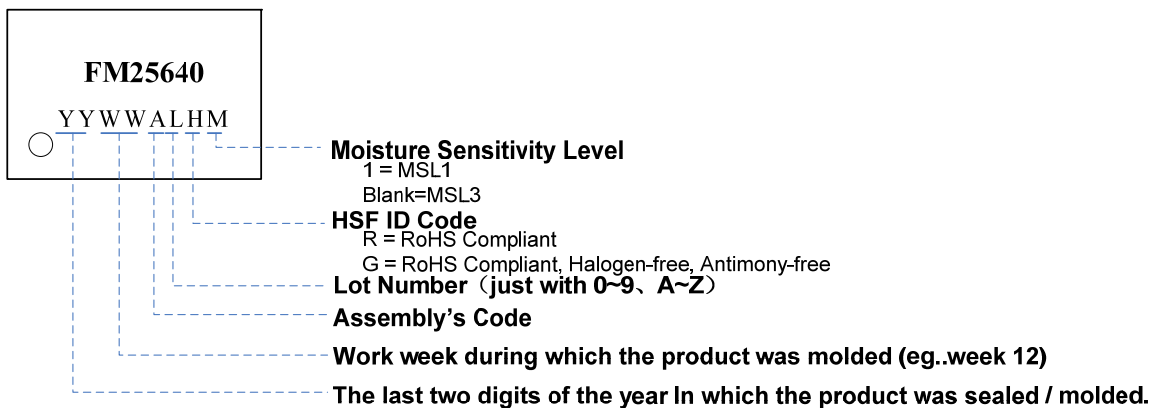 FM25640
YYWWALHM
Moisture Sensitivity Level
1 = MSL1
Blank=MSL3
HSF ID Code
R = RoHS Compliant
G = RoHS Compliant, Halogen-free, Antimony-free
Lot Number（just with 0~9、A~Z）
Assembly's Code
Work week during which the product was molded (eg..week 12)
The last two digits of the year In which the product was sealed / molded.